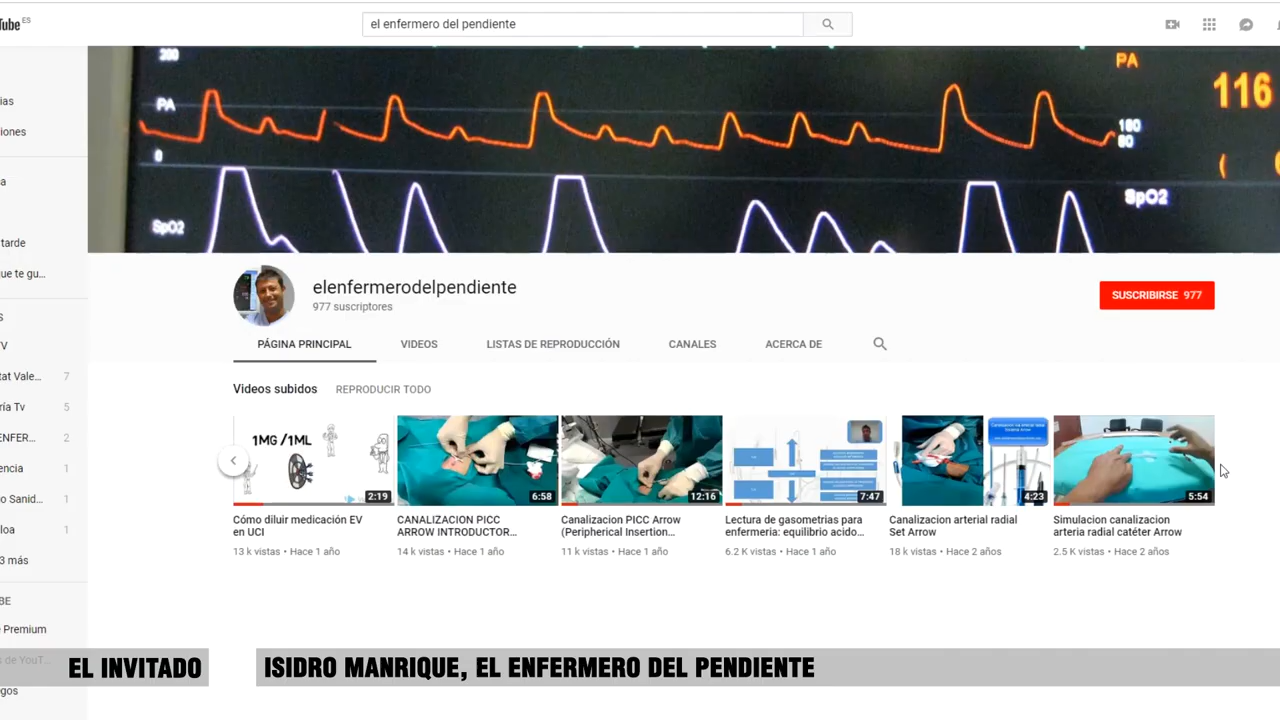 Tube ES
el enfermero del pendiente
200
PA
0
SpO2
PA
116
180
60
SpO2
ias
iones
a
tarde
que te gu...
S
V
tat Vale... 7
ría Tv 5
ENFER... 2
encia 1
o Sanid... 1
loa 1
3 más
BE
e Premium
s de YouT...
gos
elenfermerodelpendiente
977 suscriptores
SUSCRIBIRSE 977
PÁGINA PRINCIPAL VIDEOS LISTAS DE REPRODUCCIÓN CANALES ACERCA DE
Videos subidos REPRODUCIR TODO
1MG /1ML
2:19
6:58
12:16
7:47
4:23
5:54
Cómo diluir medicación EV
en UCI
13 k vistas • Hace 1 año
CANALIZACION PICC
ARROW INTRODUCTOR...
14 k vistas • Hace 1 año
Canalizacion PICC Arrow
(Peripherical Insertion...
11 k vistas • Hace 1 año
Lectura de gasometrias para
enfermeria: equilibrio acido...
6.2 K vistas • Hace 1 año
Canalizacion arterial radial
Set Arrow
18 k vistas • Hace 2 años
Simulacion canalizacion
arteria radial catéter Arrow
2.5 K vistas • Hace 2 años
EL INVITADO
ISIDRO MANRIQUE, EL ENFERMERO DEL PENDIENTE